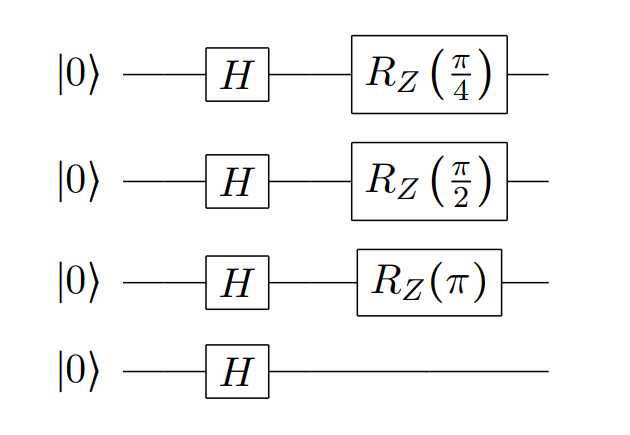 |0⟩ H R_Z(π/4)
|0⟩ H R_Z(π/2)
|0⟩ H R_Z(π)
|0⟩ H